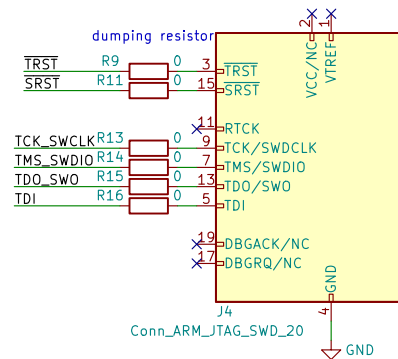 dumping resistor
2
1
VCC/NC
VTREF
TRST R9 0 3 TRST
SRST R11 0 15 SRST
11 RTCK
TCK_SWCLK R13 0 9 TCK/SWDCLK
TMS_SWDIO R14 0 7 TMS/SWDIO
TDO_SWO R15 0 13 TDO/SWO
TDI R16 0 5 TDI
19 DBGACK/NC
17 DBGRQ/NC
GND
4
J4
Conn_ARM_JTAG_SWD_20
GND